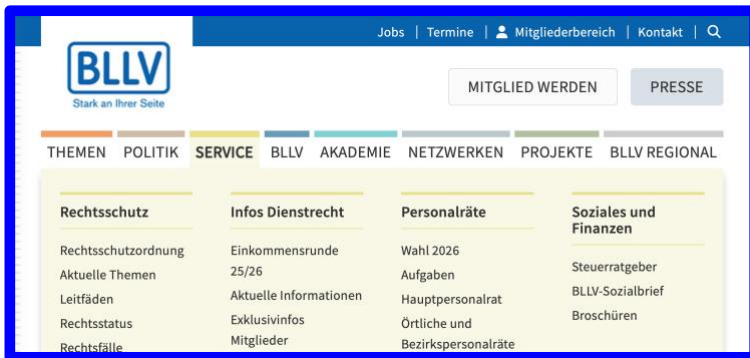 Jobs | Termine | Mitgliederbereich | Kontakt |
BLLV
Stark an Ihrer Seite
MITGLIED WERDEN
PRESSE
THEMEN POLITIK SERVICE BLLV AKADEMIE NETZWERKEN PROJEKTE BLLV REGIONAL
Rechtsschutz
Rechtsschutzordnung
Aktuelle Themen
Leitfäden
Rechtsstatus
Rechtsfälle
Infos Dienstrecht
Einkommensrunde
25/26
Aktuelle Informationen
Exklusivinfos
Mitglieder
Personalräte
Wahl 2026
Aufgaben
Hauptpersonalrat
Örtliche und
Bezirkspersonalräte
Soziales und
Finanzen
Steuerratgeber
BLLV-Sozialbrief
Broschüren